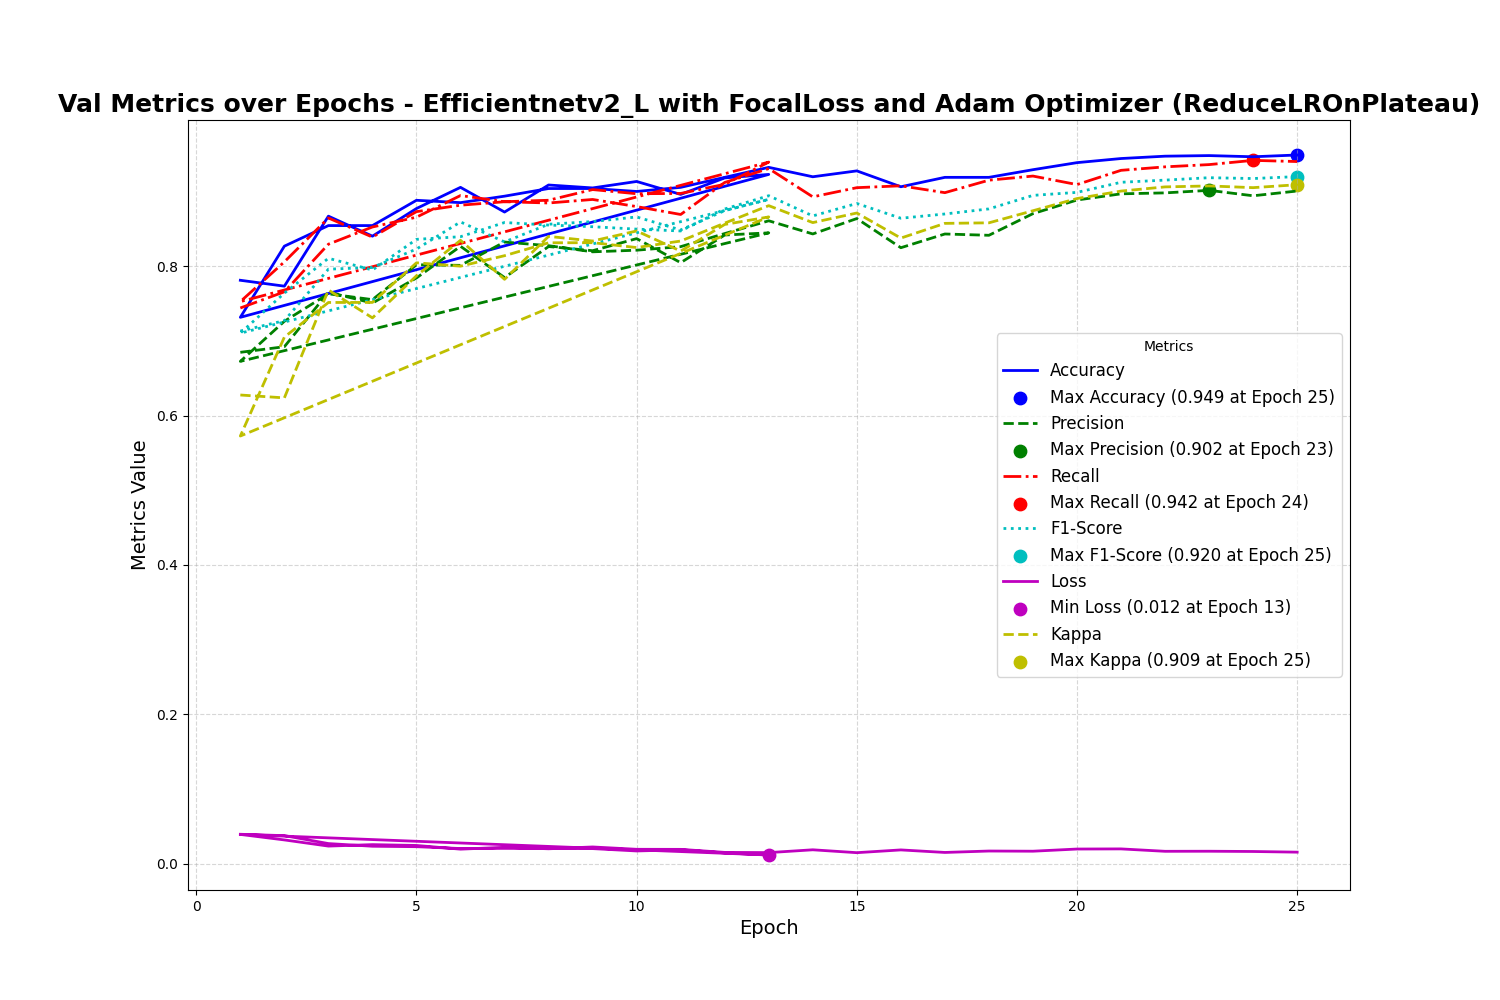 Val Metrics over Epochs - Efficientnetv2_L with FocalLoss and Adam Optimizer (ReduceLROnPlateau)
0.8
0.6
0.4
0.2
0.0
Metrics Value
Metrics
Accuracy
Max Accuracy (0.949 at Epoch 25)
Precision
Max Precision (0.902 at Epoch 23)
Recall
Max Recall (0.942 at Epoch 24)
F1-Score
Max F1-Score (0.920 at Epoch 25)
Loss
Min Loss (0.012 at Epoch 13)
Kappa
Max Kappa (0.909 at Epoch 25)
0 5 10 15 20 25
Epoch